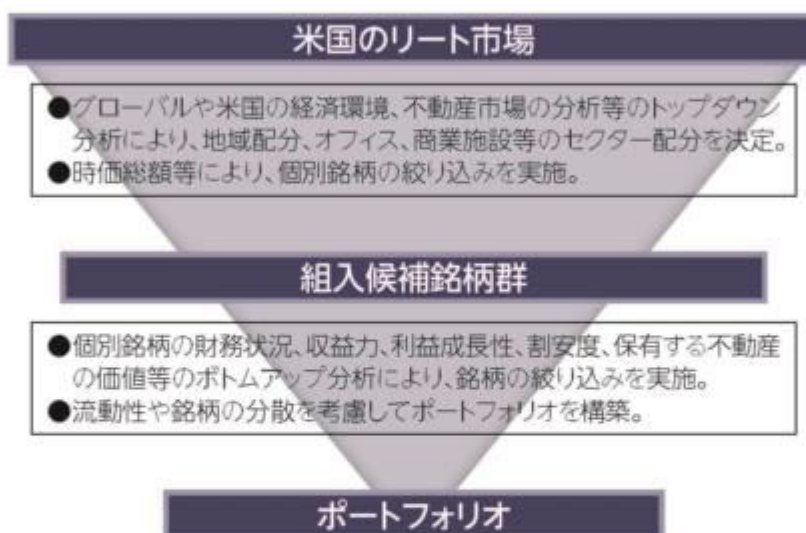 米国のリート市場
●グローバルや米国の経済環境、不動産市場の分析等のトップダウン
分析により、地域配分、オフィス、商業施設等のセクター配分を決定。
●時価総額等により、個別銘柄の絞り込みを実施。
組入候補銘柄群
●個別銘柄の財務状況、収益力、利益成長性、割安度、保有する不動産
の価値等のボトムアップ分析により、銘柄の絞り込みを実施。
●流動性や銘柄の分散を考慮してポートフォリオを構築。
ポートフォリオ